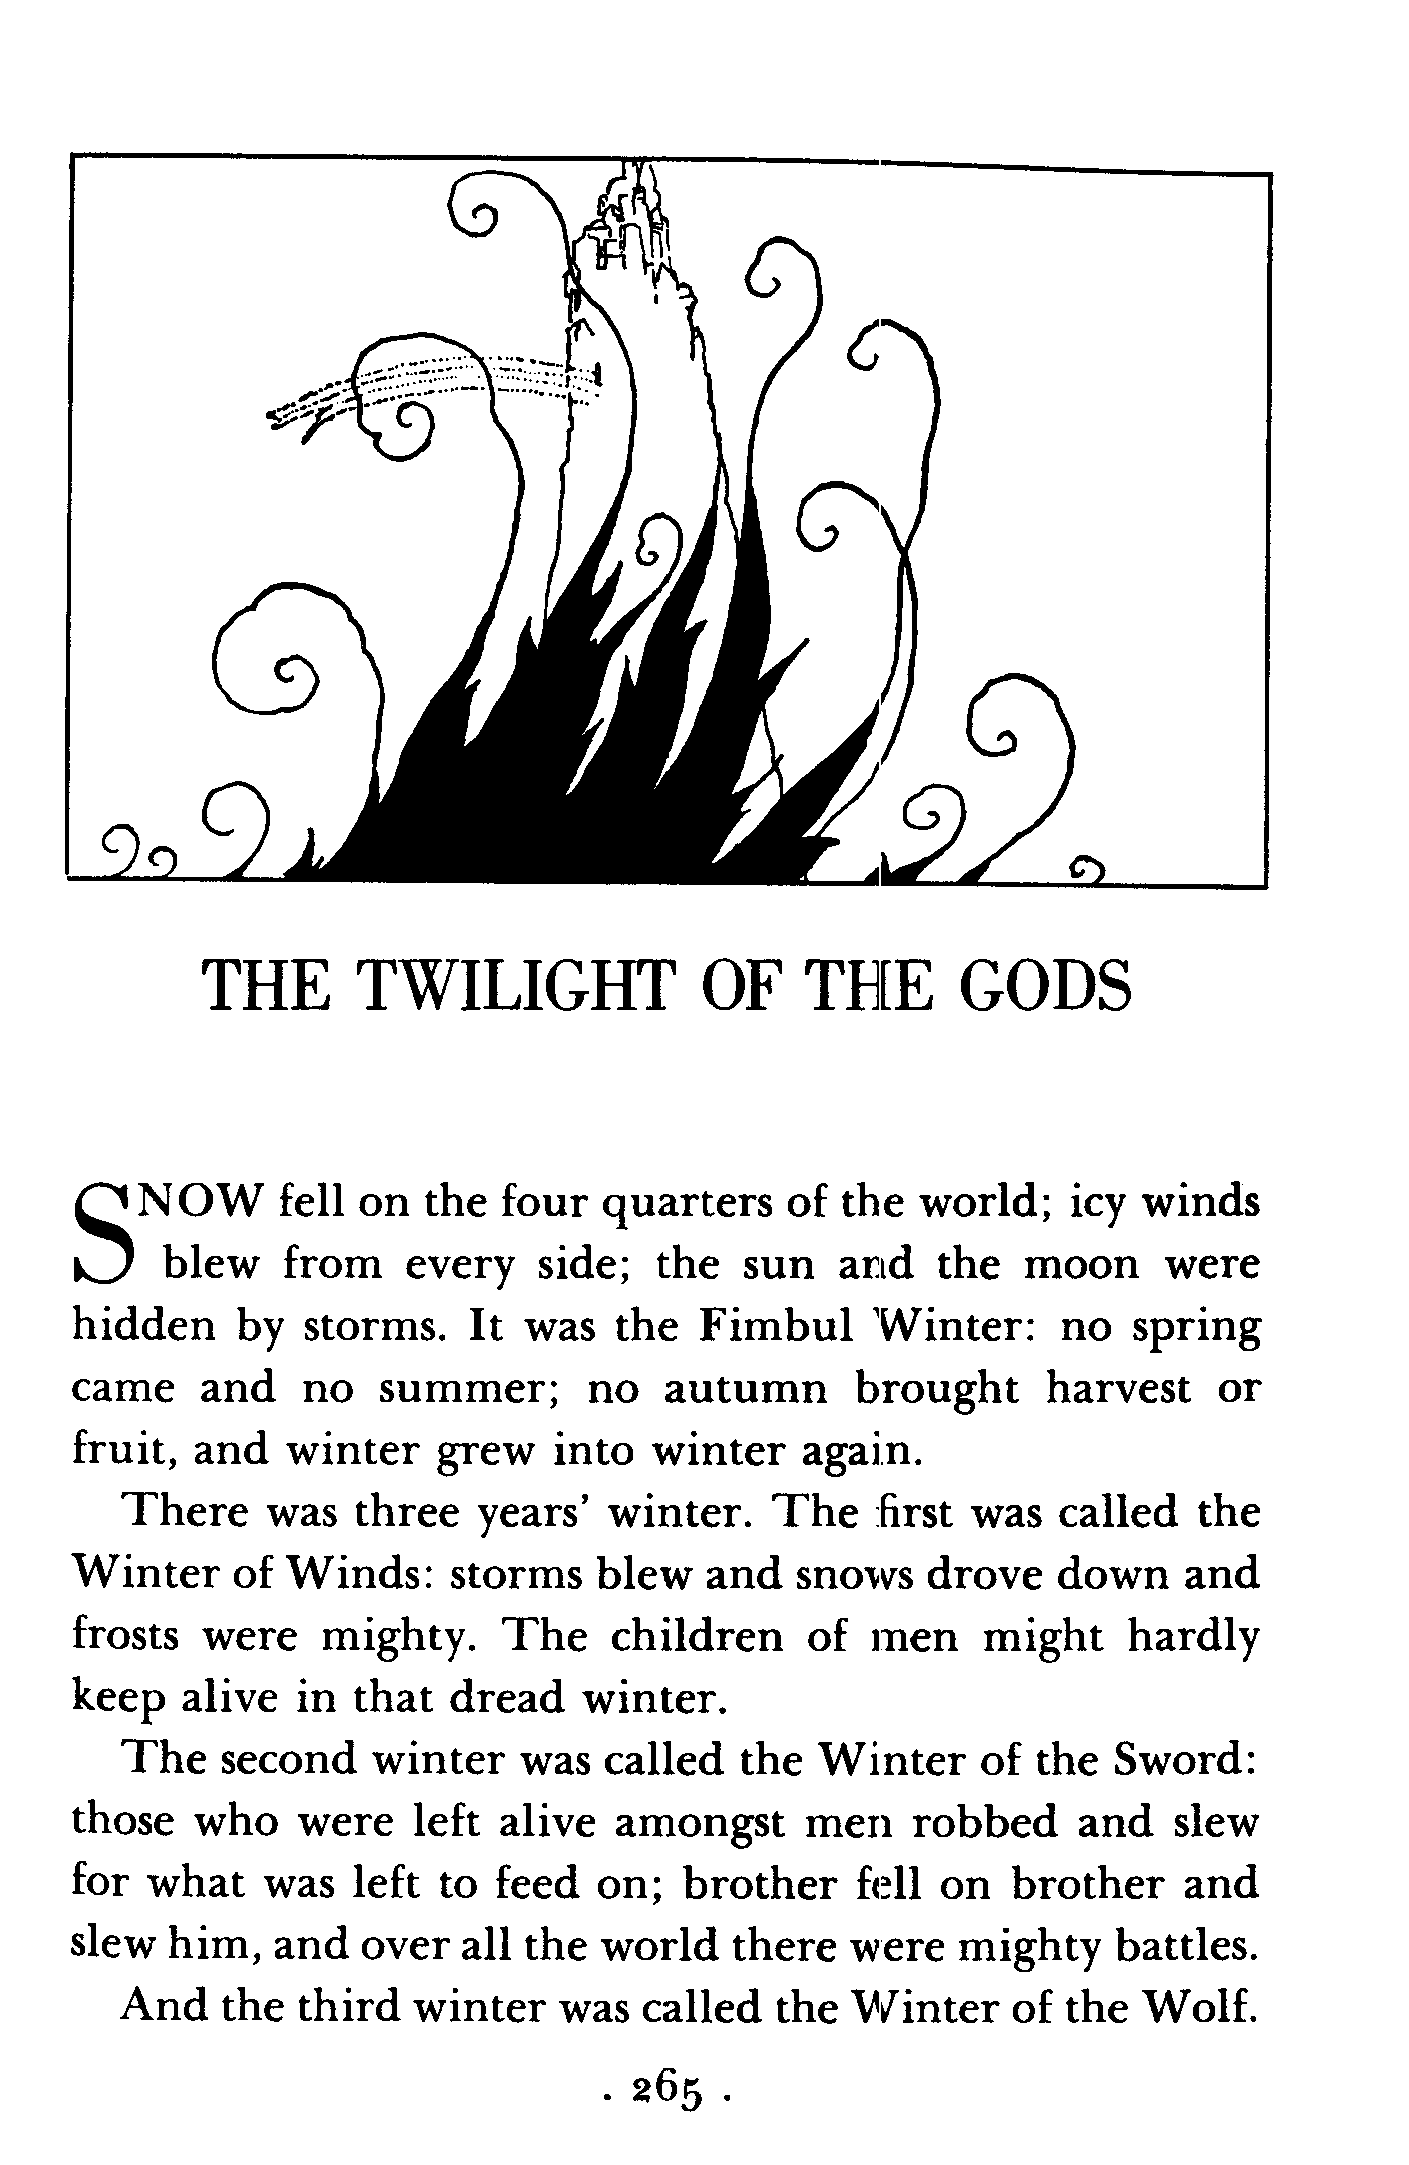 THE TWILIGHT OF THE GODS
SNOW fell on the four quarters of the world; icy winds
blew from every side; the sun and the moon were
hidden by storms. It was the Fimbul Winter: no spring
came and no summer; no autumn brought harvest or
fruit, and winter grew into winter again.
There was three years' winter. The first was called the
Winter of Winds: storms blew and snows drove down and
frosts were mighty. The children of men might hardly
keep alive in that dread winter.
The second winter was called the Winter of the Sword:
those who were left alive amongst men robbed and slew
for what was left to feed on; brother fell on brother and
slew him, and over all the world there were mighty battles.
And the third winter was called the Winter of the Wolf.
. 265 .